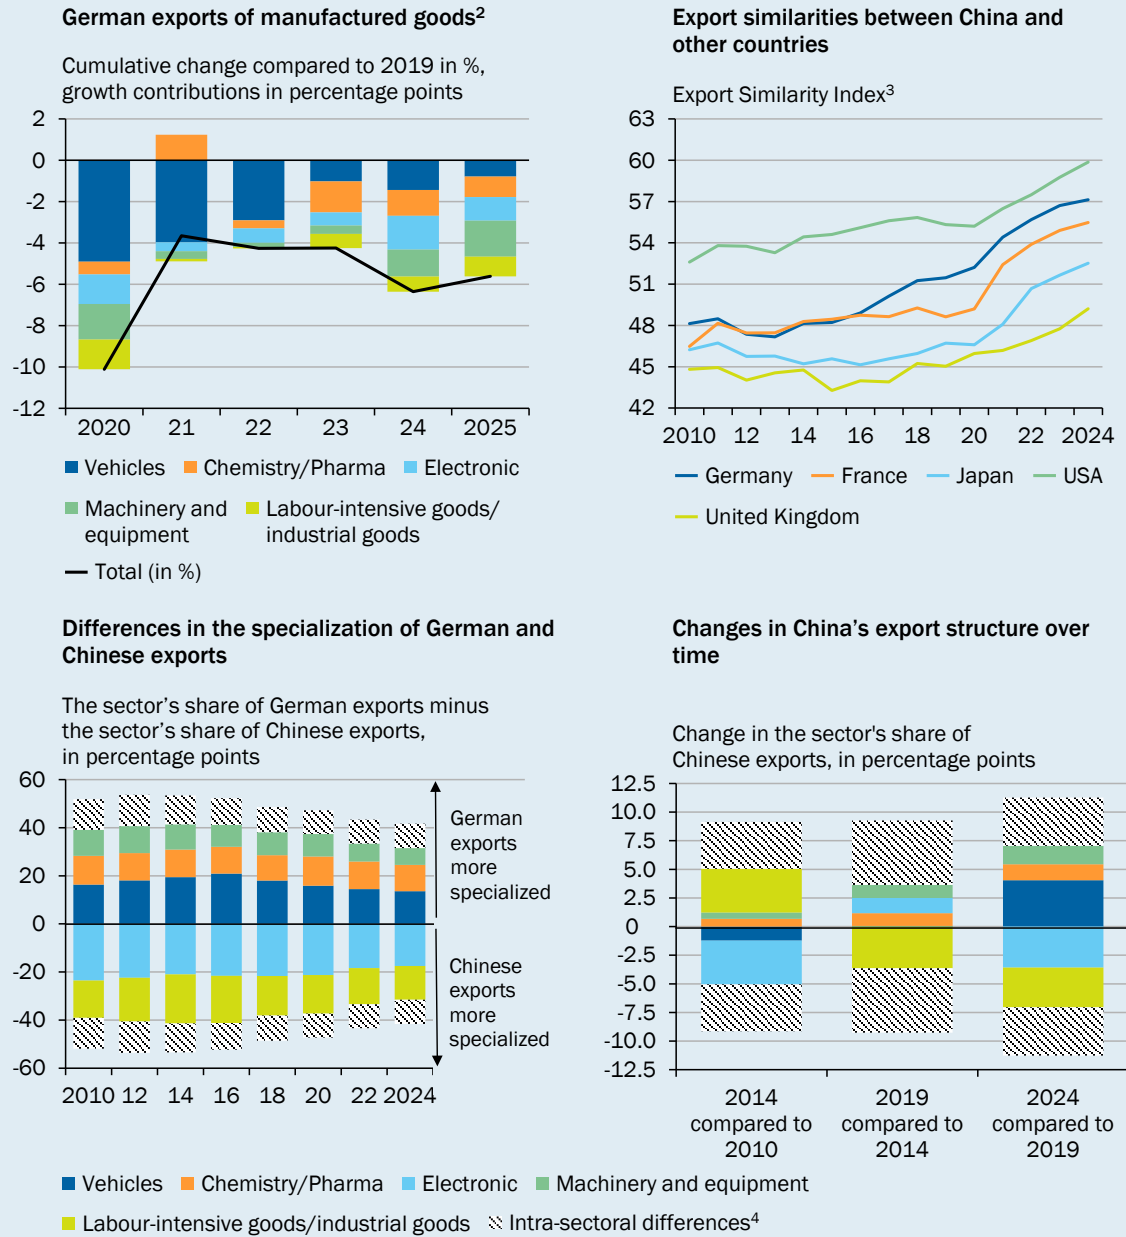 German exports of manufactured goods²
Cumulative change compared to 2019 in %,
growth contributions in percentage points
2
0
-2
-4
-6
-8
-10
-12
2020 21 22 23 24 2025
Vehicles Chemistry/Pharma Electronic
Machinery and equipment Labour-intensive goods/ industrial goods
Total (in %)
Export similarities between China and
other countries
Export Similarity Index³
63
60
57
54
51
48
45
42
2010 12 14 16 18 20 22 2024
Germany France Japan USA
United Kingdom
Differences in the specialization of German and
Chinese exports
The sector’s share of German exports minus
the sector’s share of Chinese exports,
in percentage points
60
40
20
0
-20
-40
-60
German
exports
more
specialized
Chinese
exports
more
specialized
2010 12 14 16 18 20 22 2024
Changes in China’s export structure over
time
Change in the sector's share of
Chinese exports, in percentage points
12.5
10.0
7.5
5.0
2.5
0
-2.5
-5.0
-7.5
-10.0
-12.5
2014 compared to 2010
2019 compared to 2014
2024 compared to 2019
Vehicles Chemistry/Pharma Electronic Machinery and equipment
Labour-intensive goods/industrial goods Intra-sectoral differences⁴